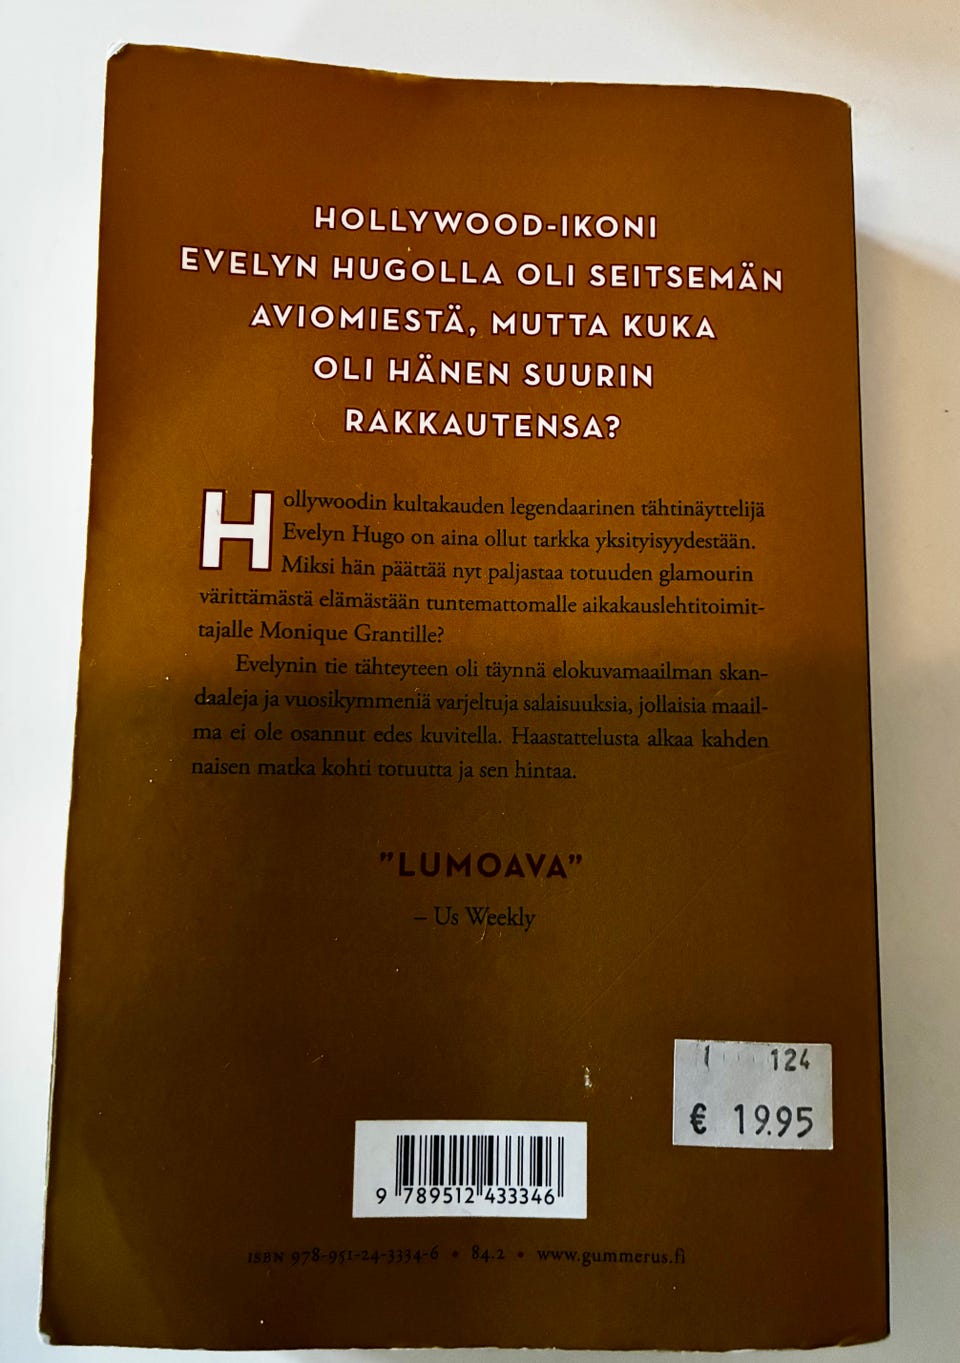 HOLLYWOOD-IKONI
EVELYN HUGOLLA OLI SEITSEMÄN
AVIOMIESTÄ, MUTTA KUKA
OLI HÄNEN SUURIN
RAKKAUTENSA?
Hollywoodin kultakauden legendaarinen tähtinäyttelijä
Evelyn Hugo on aina ollut tarkka yksityisyydestään.
Miksi hän päättää nyt paljastaa totuuden glamourin
värittämästä elämästään tuntemattomalle aikakauslehtitoimit-
tajalle Monique Grantille?
Evelynin tie tähteyteen oli täynnä elokuvamaailman skan-
daaleja ja vuosikymmeniä varjeltuja salaisuuksia, jollaisia maail-
ma ei ole osannut edes kuvitella. Haastattelusta alkaa kahden
naisen matka kohti totuutta ja sen hintaa.
"LUMOAVA"
– Us Weekly
124
€ 19.95
9 789512 433346
ISBN 978-951-24-3334-6 • 84.2 • www.gummerus.fi